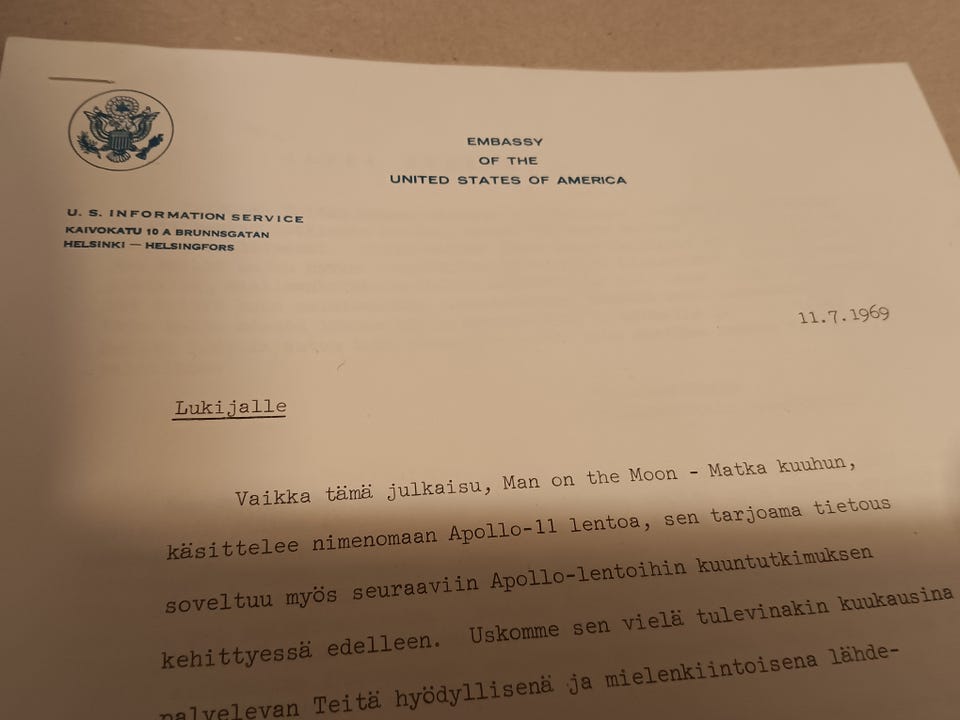 EMBASSY
OF THE
UNITED STATES OF AMERICA
U. S. INFORMATION SERVICE
KAIVOKATU 10 A BRUNNSGATAN
HELSINKI — HELSINGFORS
11.7.1969
Lukijalle
Vaikka tämä julkaisu, Man on the Moon - Matka kuuhun,
käsittelee nimenomaan Apollo-11 lentoa, sen tarjoama tietous
soveltuu myös seuraaviin Apollo-lentoihin kuuntutkimuksen
kehittyessä edelleen. Uskomme sen vielä tulevinakin kuukausina
palvelevan Teitä hyödyllisenä ja mielenkiintoisena lähde-